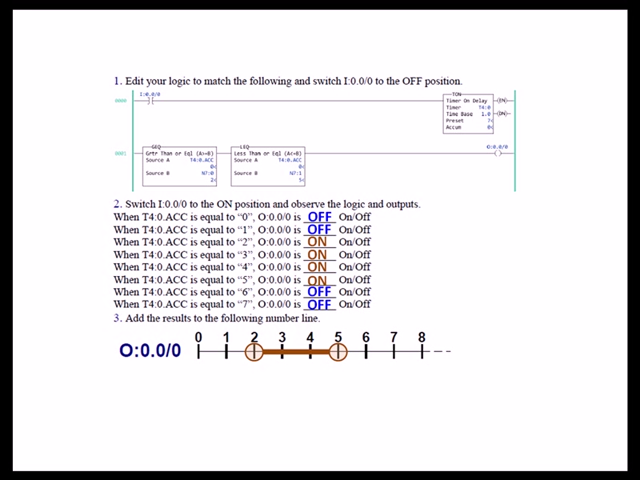 1. Edit your logic to match the following and switch I:0.0/0 to the OFF position.
I:0.0/0
0000
TON
Timer On Delay (EN)
Timer T4:0
Time Base 1.0 (DN)
Preset 7<
Accum 0<
0001
GEQ
Grtr Than or Eql (A>=B)
Source A T4:0.ACC
0<
Source B N7:0
2<
LEQ
Less Than or Eql (A<=B)
Source A T4:0.ACC
0<
Source B N7:1
5<
O:0.0/0
2. Switch I:0.0/0 to the ON position and observe the logic and outputs.
When T4:0.ACC is equal to “0”, O:0.0/0 is OFF On/Off
When T4:0.ACC is equal to “1”, O:0.0/0 is OFF On/Off
When T4:0.ACC is equal to “2”, O:0.0/0 is ON On/Off
When T4:0.ACC is equal to “3”, O:0.0/0 is ON On/Off
When T4:0.ACC is equal to “4”, O:0.0/0 is ON On/Off
When T4:0.ACC is equal to “5”, O:0.0/0 is ON On/Off
When T4:0.ACC is equal to “6”, O:0.0/0 is OFF On/Off
When T4:0.ACC is equal to “7”, O:0.0/0 is OFF On/Off
3. Add the results to the following number line.
0 1 2 3 4 5 6 7 8
O:0.0/0